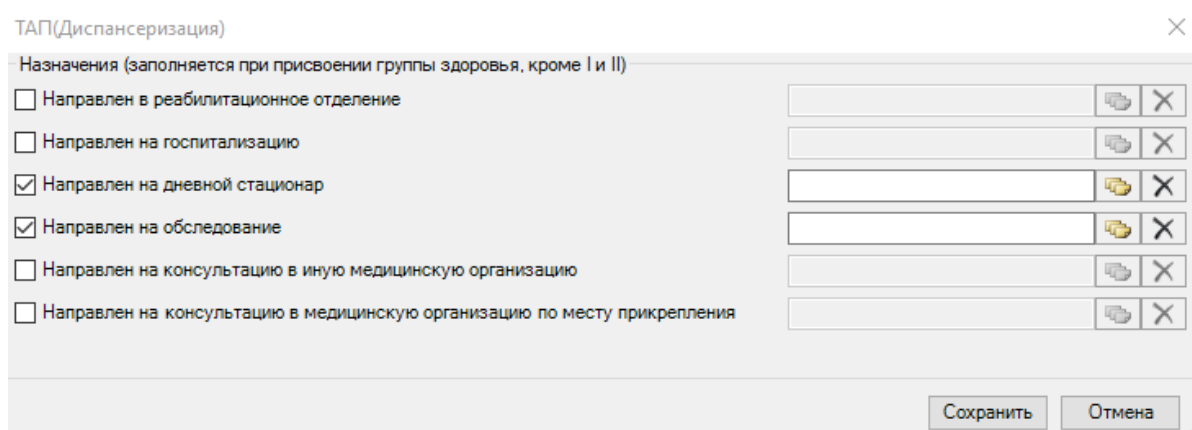 ТАП(Диспансеризация)
Назначения (заполняется при присвоении группы здоровья, кроме I и II)
Направлен в реабилитационное отделение
Направлен на госпитализацию
Направлен на дневной стационар
Направлен на обследование
Направлен на консультацию в иную медицинскую организацию
Направлен на консультацию в медицинскую организацию по месту прикрепления
Сохранить Отмена